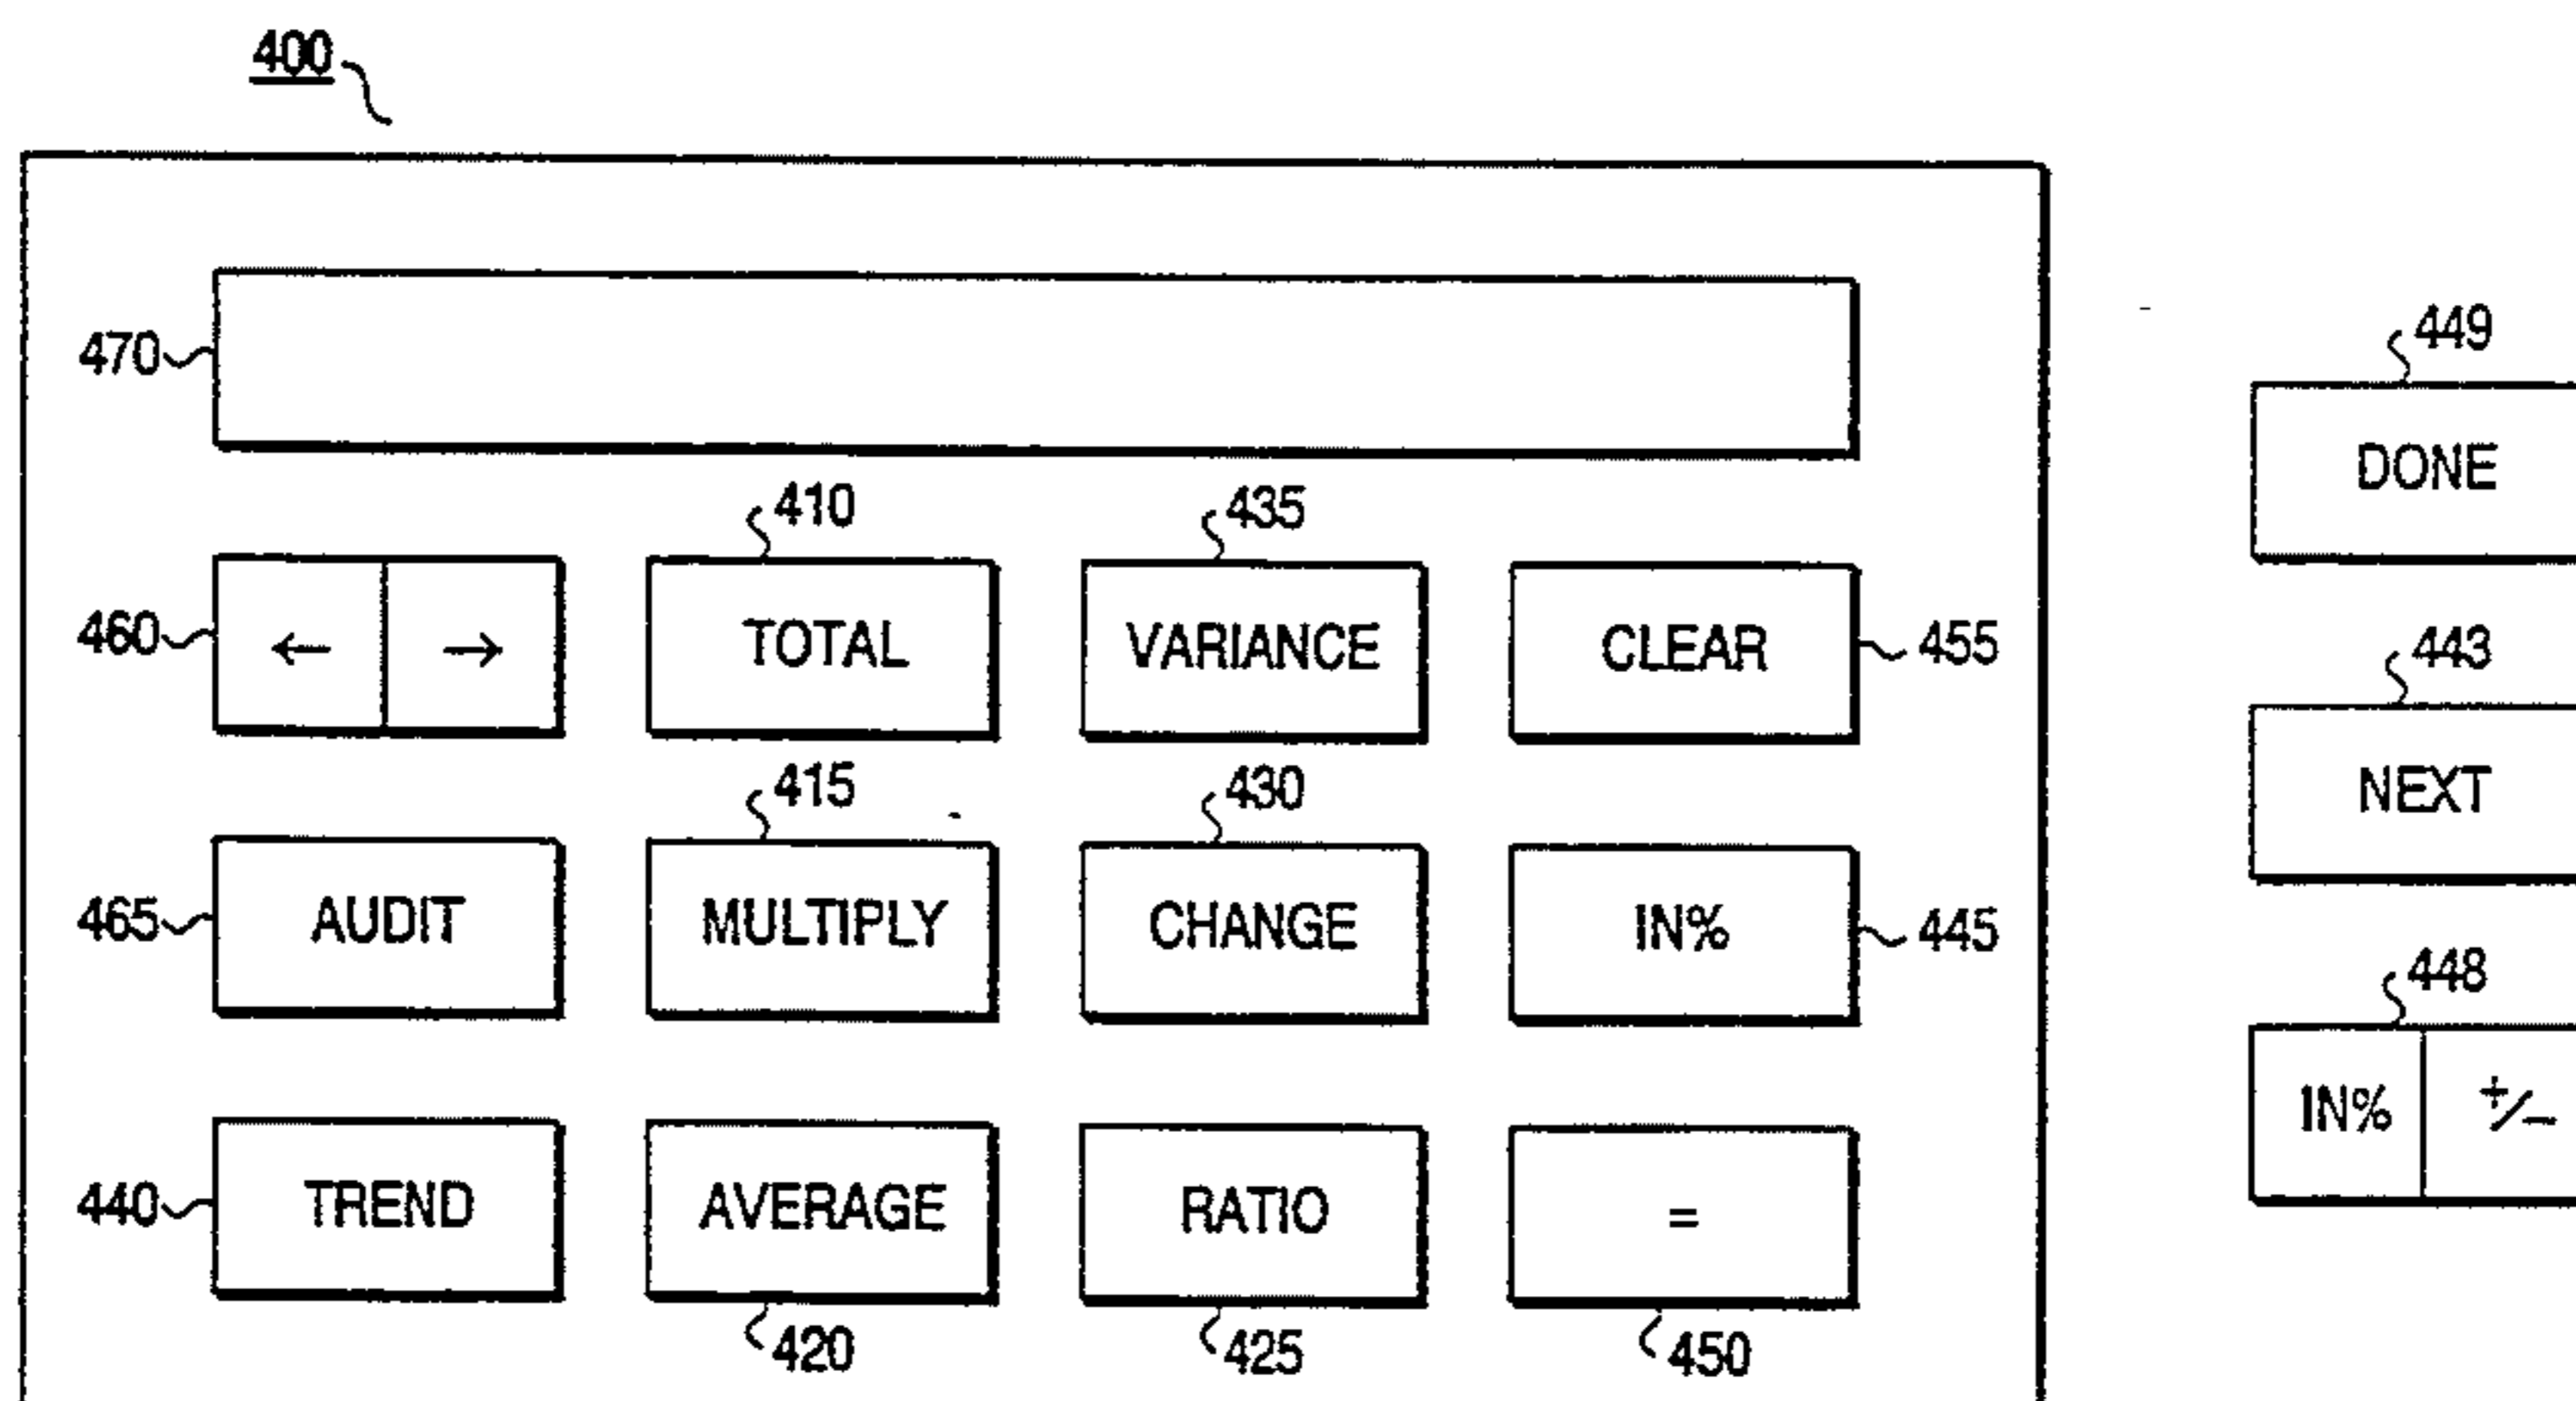 400
470
449
DONE
410
435
460
← →
TOTAL
VARIANCE
CLEAR
455
443
NEXT
415
430
465
AUDIT
MULTIPLY
CHANGE
IN%
445
448
IN%
+/−
440
TREND
AVERAGE
RATIO
=
420
425
450